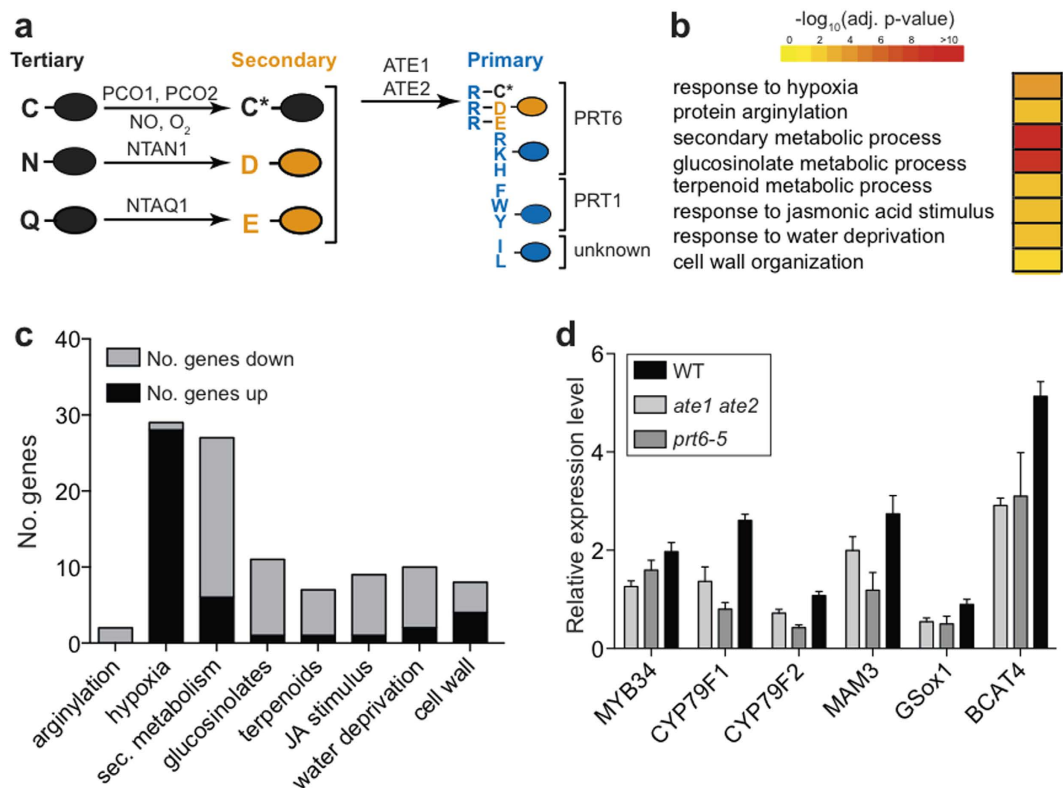 a
Tertiary
Secondary
Primary
C
PCO1, PCO2
NO, O2
C*
N
NTAN1
D
Q
NTAQ1
E
ATE1
ATE2
R-C*
R-D
R-E
R
K
H
PRT6
F
W
Y
PRT1
I
L
unknown
b
-log10(adj. p-value)
0 2 4 6 8 >10
response to hypoxia
protein arginylation
secondary metabolic process
glucosinolate metabolic process
terpenoid metabolic process
response to jasmonic acid stimulus
response to water deprivation
cell wall organization
c
No. genes down
No. genes up
No. genes
40
30
20
10
0
arginylation
hypoxia
sec. metabolism
glucosinolates
terpenoids
JA stimulus
water deprivation
cell wall
d
WT
ate1 ate2
prt6-5
Relative expression level
6
4
2
0
MYB34
CYP79F1
CYP79F2
MAM3
GSox1
BCAT4